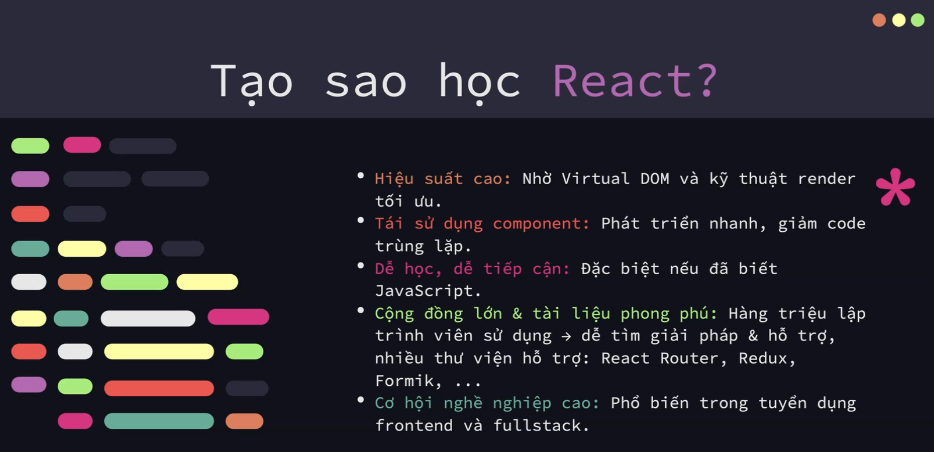 Tạo sao học React?
• Hiệu suất cao: Nhờ Virtual DOM và kỹ thuật render
tối ưu.
• Tái sử dụng component: Phát triển nhanh, giảm code
trùng lặp.
• Dễ học, dễ tiếp cận: Đặc biệt nếu đã biết
JavaScript.
• Cộng đồng lớn & tài liệu phong phú: Hàng triệu lập
trình viên sử dụng → dễ tìm giải pháp & hỗ trợ,
nhiều thư viện hỗ trợ: React Router, Redux,
Formik, ...
• Cơ hội nghề nghiệp cao: Phổ biến trong tuyển dụng
frontend và fullstack.
*